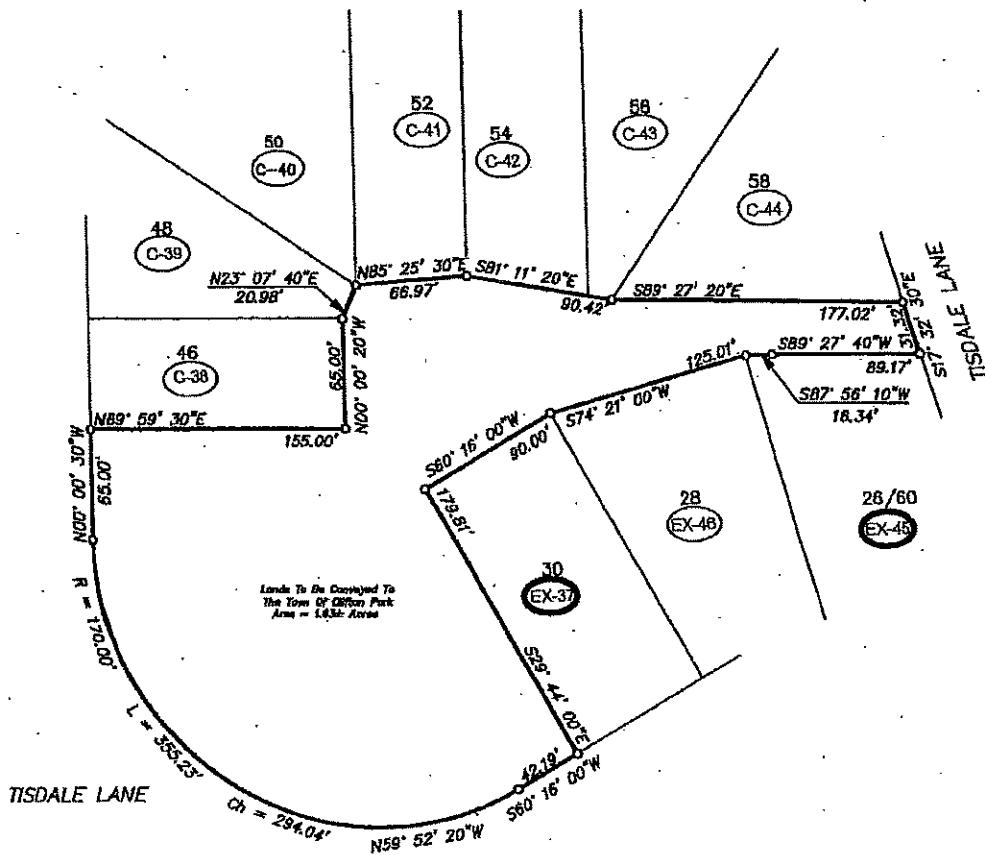 52
C-41
56
C-43
54
C-42
50
C-40
58
C-44
48
C-39
N23° 07' 40"E
20.98'
N85° 25' 30"E
66.97'
S81° 11' 20"E
90.42'
S89° 27' 20"E
177.02'
31.32'
S17° 32' 30"E
TISDALE LANE
46
C-38
65.00'
N00° 00' 20"W
125.01'
S89° 27' 40"W
89.17'
S87° 56' 10"W
16.34'
N89° 59' 30"E
155.00'
S74° 21' 00"W
S60° 16' 00"W
90.00'
N00° 00' 30"W
65.00'
179.81'
28
EX-46
26/60
EX-45
30
EX-37
Lands To Be Conveyed To
The Town Of Clifton Park
Area = Acres
R = 170.00'
S29° 44' 00"E
L = 355.23'
42.19'
S60° 16' 00"W
TISDALE LANE
Ch = 294.04'
N59° 52' 20"W